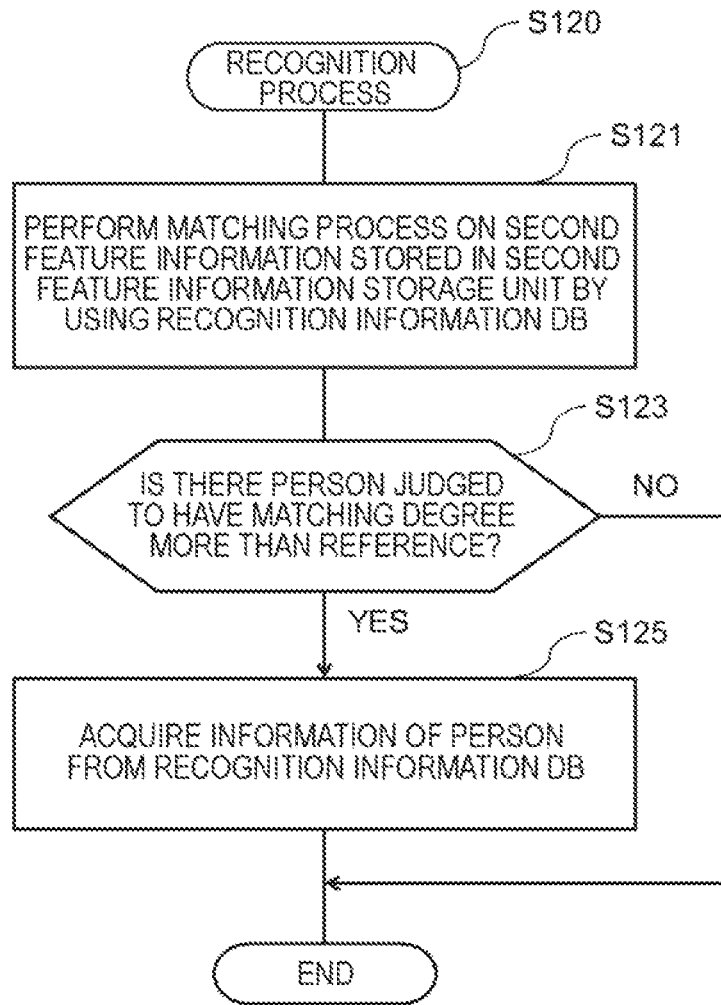 S120
RECOGNITION
PROCESS
S121
PERFORM MATCHING PROCESS ON SECOND
FEATURE INFORMATION STORED IN SECOND
FEATURE INFORMATION STORAGE UNIT BY
USING RECOGNITION INFORMATION DB
S123
IS THERE PERSON JUDGED
TO HAVE MATCHING DEGREE
MORE THAN REFERENCE?
NO
YES
S125
ACQUIRE INFORMATION OF PERSON
FROM RECOGNITION INFORMATION DB
END